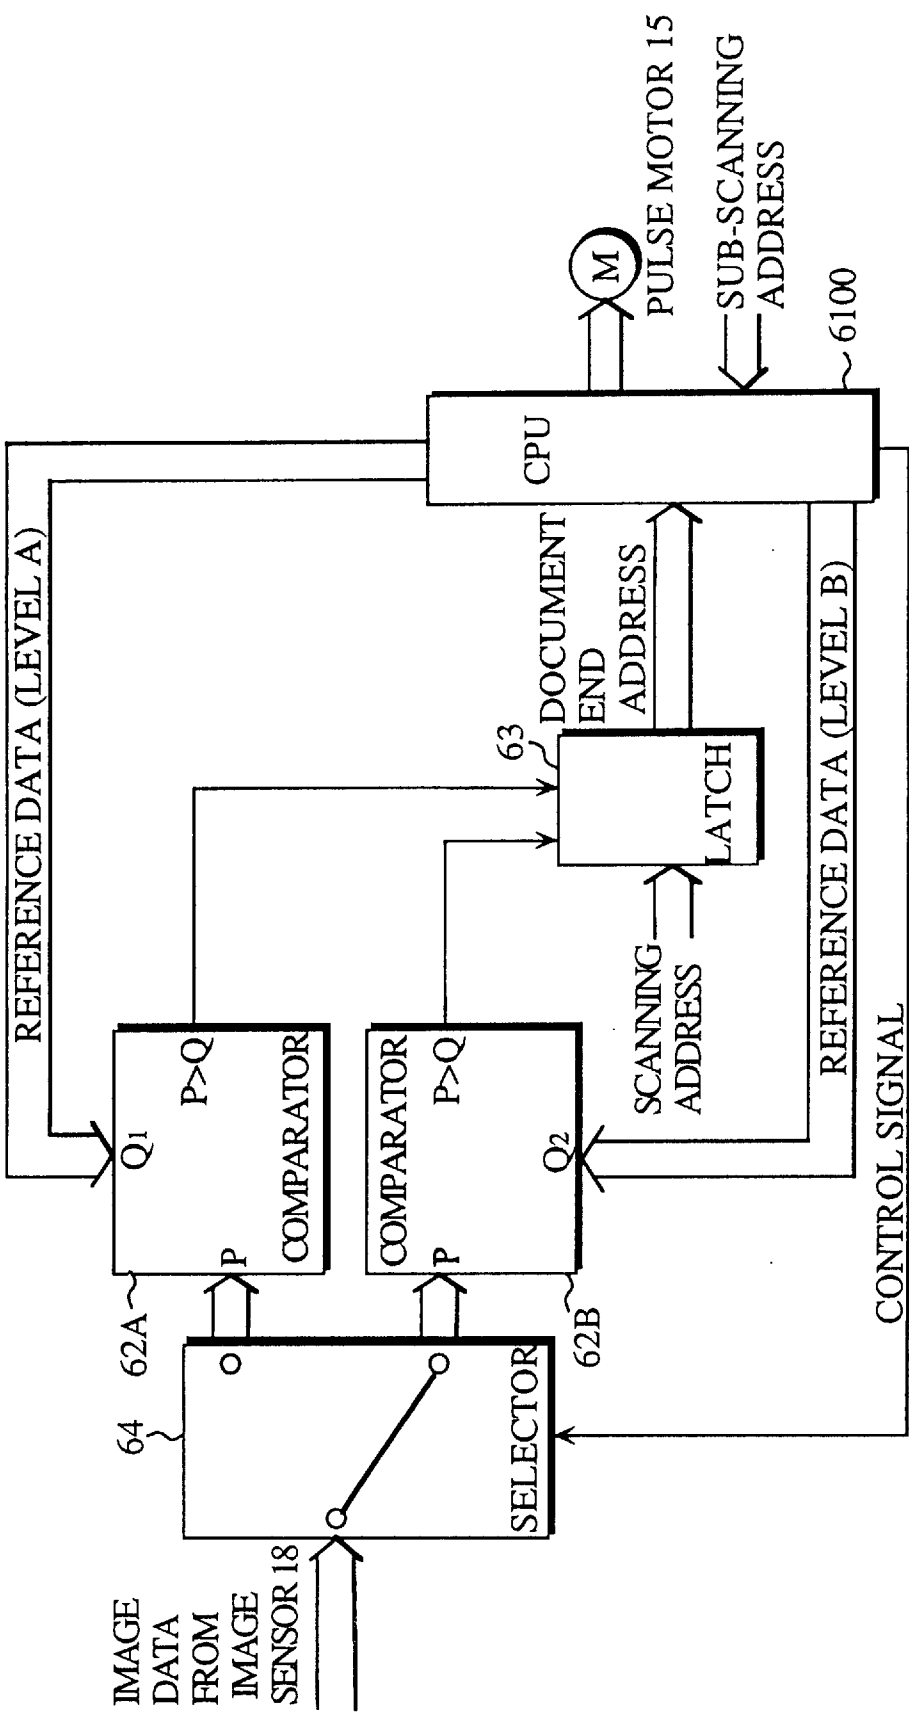 REFERENCE DATA (LEVEL A)
IMAGE
DATA
FROM
IMAGE
SENSOR 18
64
SELECTOR
62A
Q1
P
P>Q
COMPARATOR
COMPARATOR
P
P>Q
Q2
62B
63
LATCH
SCANNING
ADDRESS
DOCUMENT
END
ADDRESS
CPU
M
PULSE MOTOR 15
SUB-SCANNING
ADDRESS
6100
REFERENCE DATA (LEVEL B)
CONTROL SIGNAL